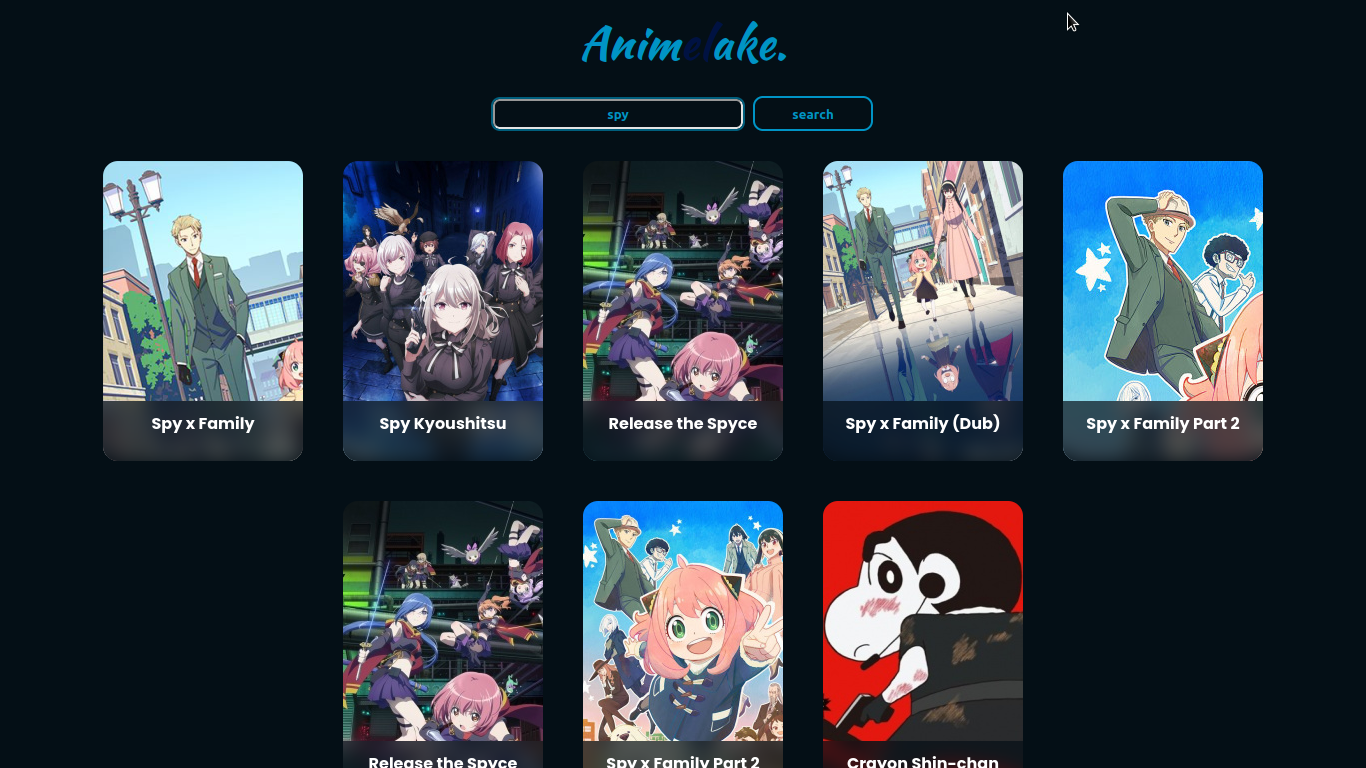 Animelake.
spy
search
Spy x Family
Spy Kyoushitsu
Release the Spyce
Spy x Family (Dub)
Spy x Family Part 2
Release the Spyce
Spy x Family Part 2
Crayon Shin-chan